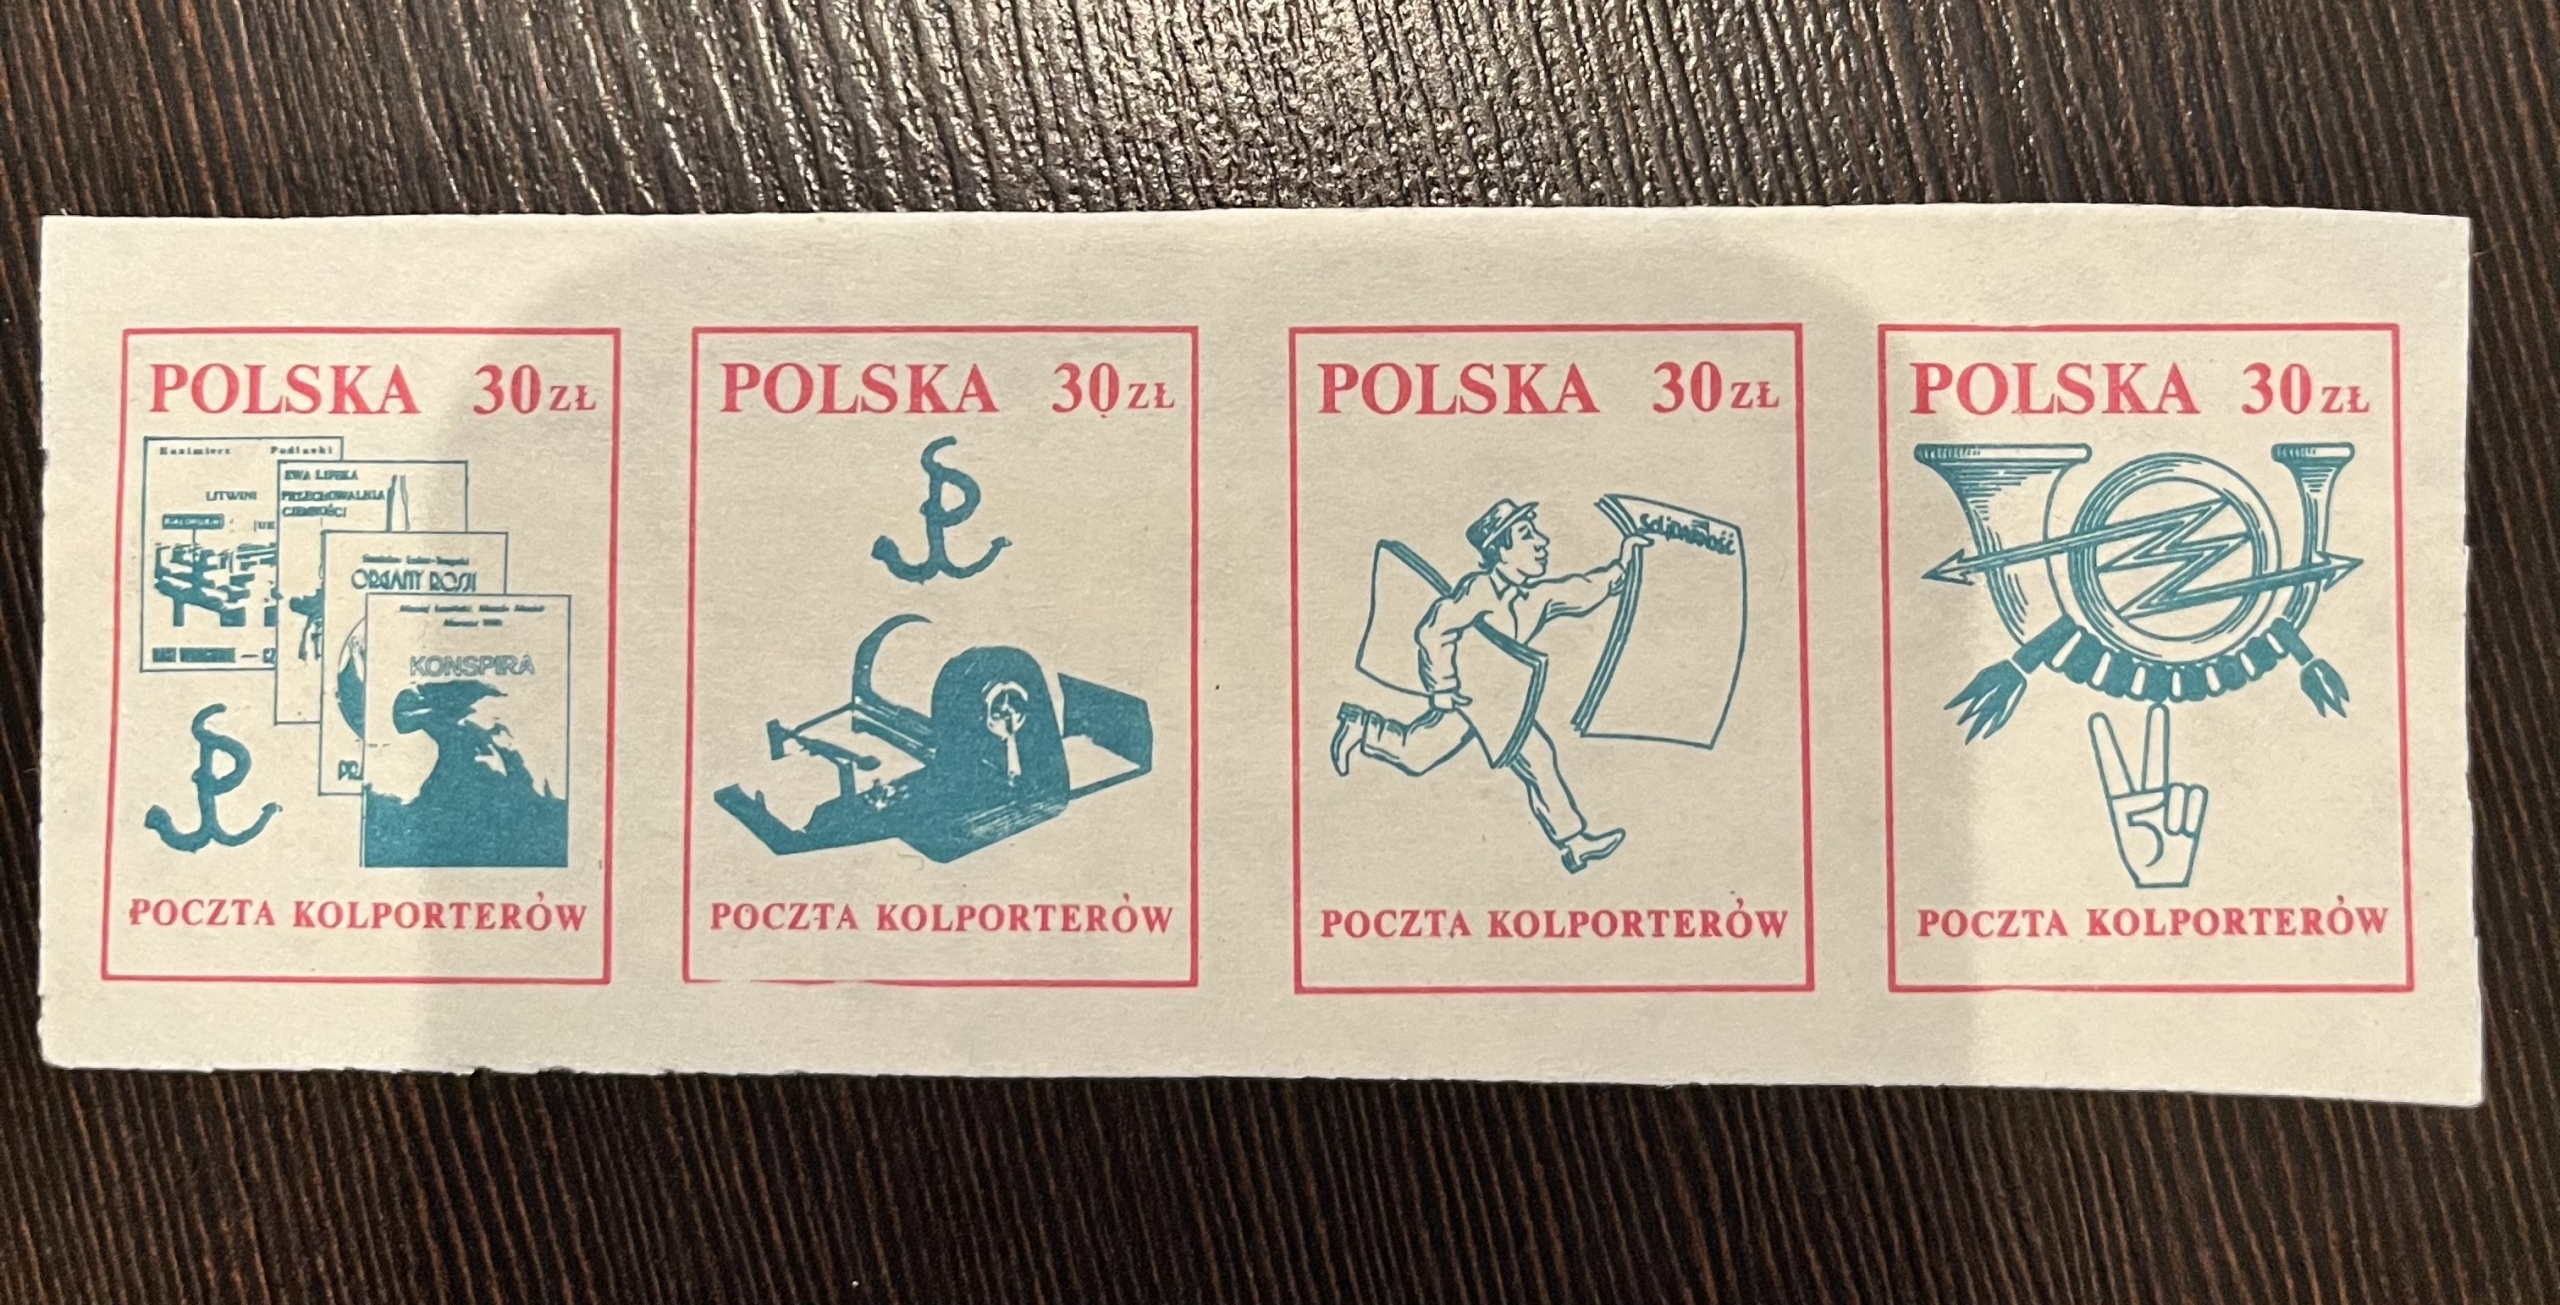 POLSKA 30 ZŁ
Kazimierz Podlaski
LITWINI
EWA LIPSKA
PRZECHOWALNIA
CIEMNOŚCI
ORGANY ROSJI
KONSPIRA
POCZTA KOLPORTERÓW
POLSKA 30 ZŁ
POCZTA KOLPORTERÓW
POLSKA 30 ZŁ
Solidarność
POCZTA KOLPORTERÓW
POLSKA 30 ZŁ
5
POCZTA KOLPORTERÓW